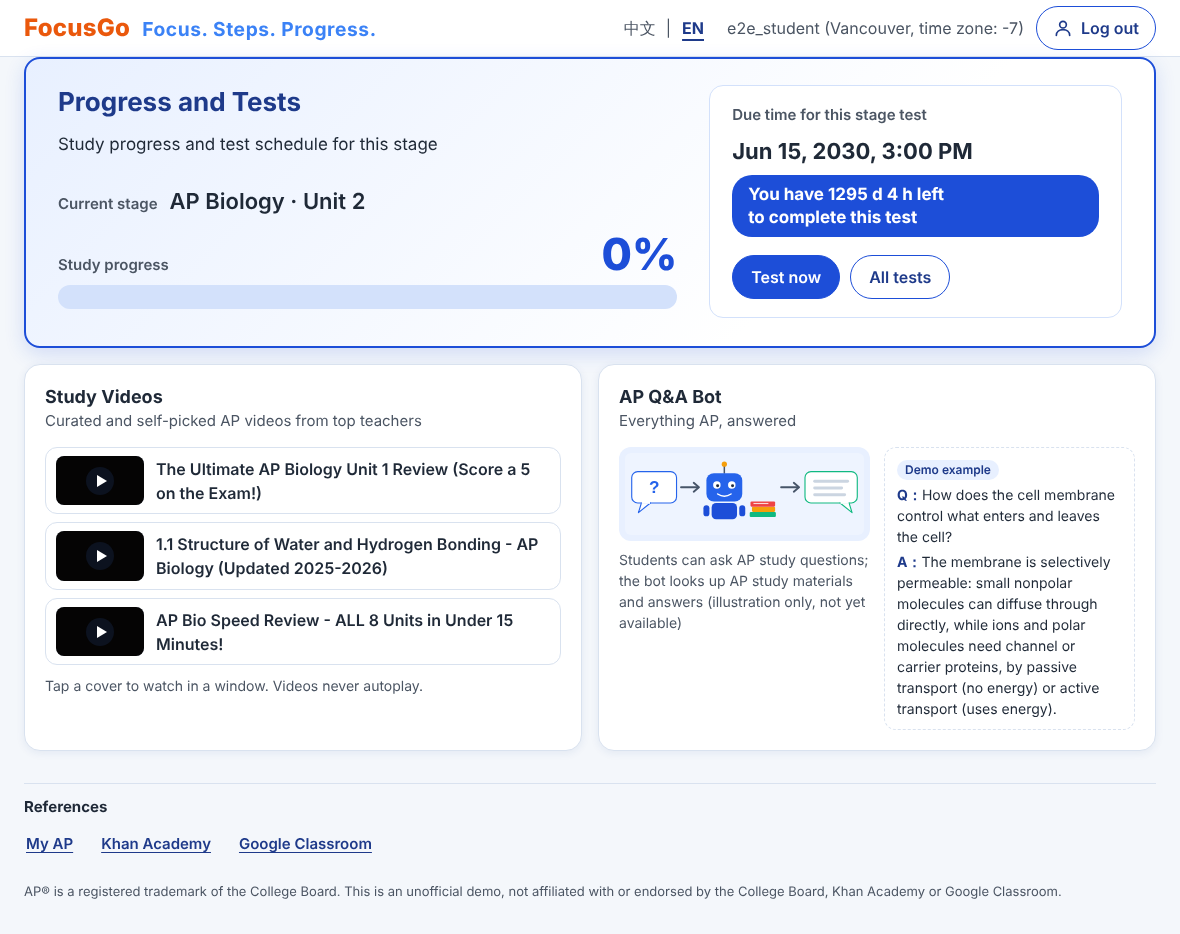 FocusGo Focus. Steps. Progress.
中文 | EN e2e_student (Vancouver, time zone: -7) Log out
Progress and Tests
Study progress and test schedule for this stage
Current stage AP Biology · Unit 2
Study progress 0%
Due time for this stage test
Jun 15, 2030, 3:00 PM
You have 1295 d 4 h left
to complete this test
Test now All tests
Study Videos
Curated and self-picked AP videos from top teachers
The Ultimate AP Biology Unit 1 Review (Score a 5
on the Exam!)
1.1 Structure of Water and Hydrogen Bonding - AP
Biology (Updated 2025-2026)
AP Bio Speed Review - ALL 8 Units in Under 15
Minutes!
Tap a cover to watch in a window. Videos never autoplay.
AP Q&A Bot
Everything AP, answered
?
Students can ask AP study questions;
the bot looks up AP study materials
and answers (illustration only, not yet
available)
Demo example
Q：How does the cell membrane
control what enters and leaves
the cell?
A：The membrane is selectively
permeable: small nonpolar
molecules can diffuse through
directly, while ions and polar
molecules need channel or
carrier proteins, by passive
transport (no energy) or active
transport (uses energy).
References
My AP Khan Academy Google Classroom
AP® is a registered trademark of the College Board. This is an unofficial demo, not affiliated with or endorsed by the College Board, Khan Academy or Google Classroom.